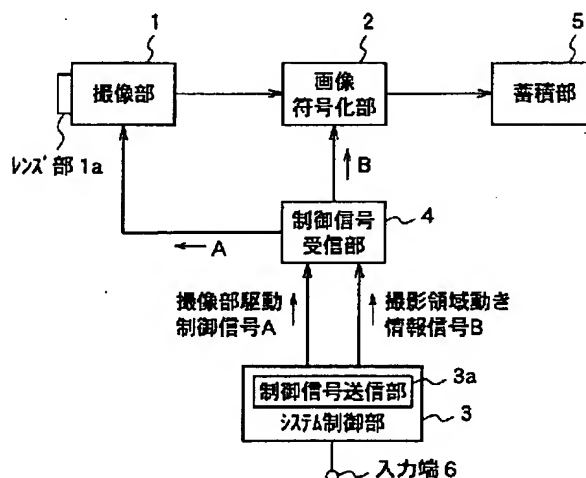 1
撮像部
レンズ部 1a
2
画像
符号化部
5
蓄積部
B
制御信号
受信部
4
A
撮像部駆動
制御信号A
撮影領域動き
情報信号B
制御信号送信部
3a
システム制御部
3
入力端 6